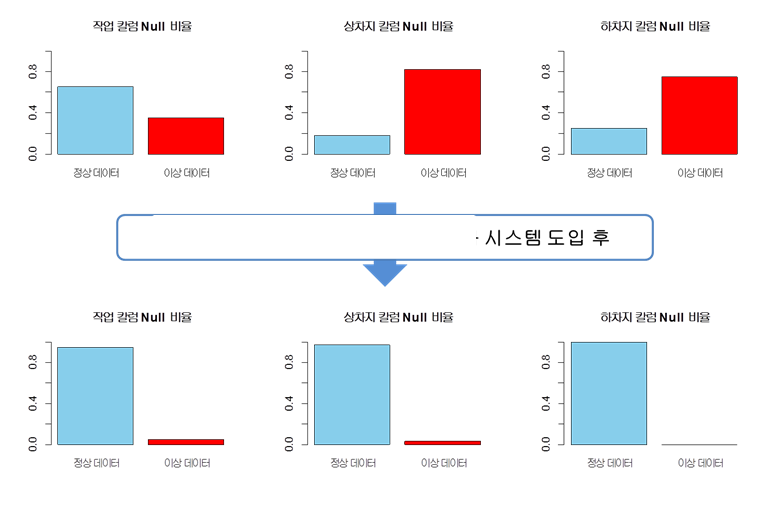 작업 칼럼 Null 비율
상차지 칼럼 Null 비율
하차지 칼럼 Null 비율
0.8
0.4
0.0
정상 데이터
이상 데이터
0.8
0.4
0.0
정상 데이터
이상 데이터
0.8
0.4
0.0
정상 데이터
이상 데이터
· 시스템 도입 후
작업 칼럼 Null 비율
상차지 칼럼 Null 비율
하차지 칼럼 Null 비율
0.8
0.4
0.0
정상 데이터
이상 데이터
0.8
0.4
0.0
정상 데이터
이상 데이터
0.8
0.4
0.0
정상 데이터
이상 데이터